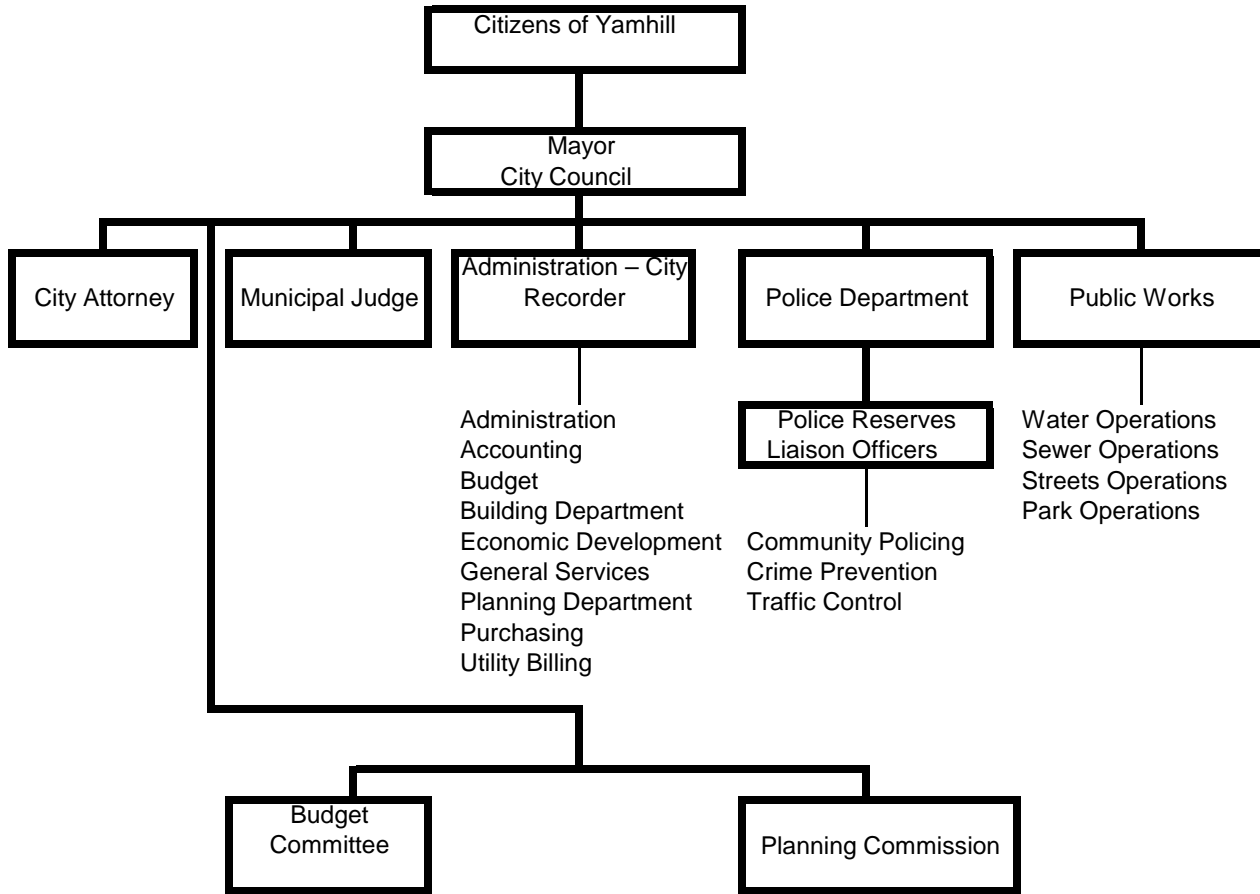 Citizens of Yamhill
Mayor
City Council
City Attorney
Municipal Judge
Administration – City
Recorder
Police Department
Public Works
Administration
Accounting
Budget
Building Department
Economic Development
General Services
Planning Department
Purchasing
Utility Billing
Police Reserves
Liaison Officers
Community Policing
Crime Prevention
Traffic Control
Water Operations
Sewer Operations
Streets Operations
Park Operations
Budget
Committee
Planning Commission